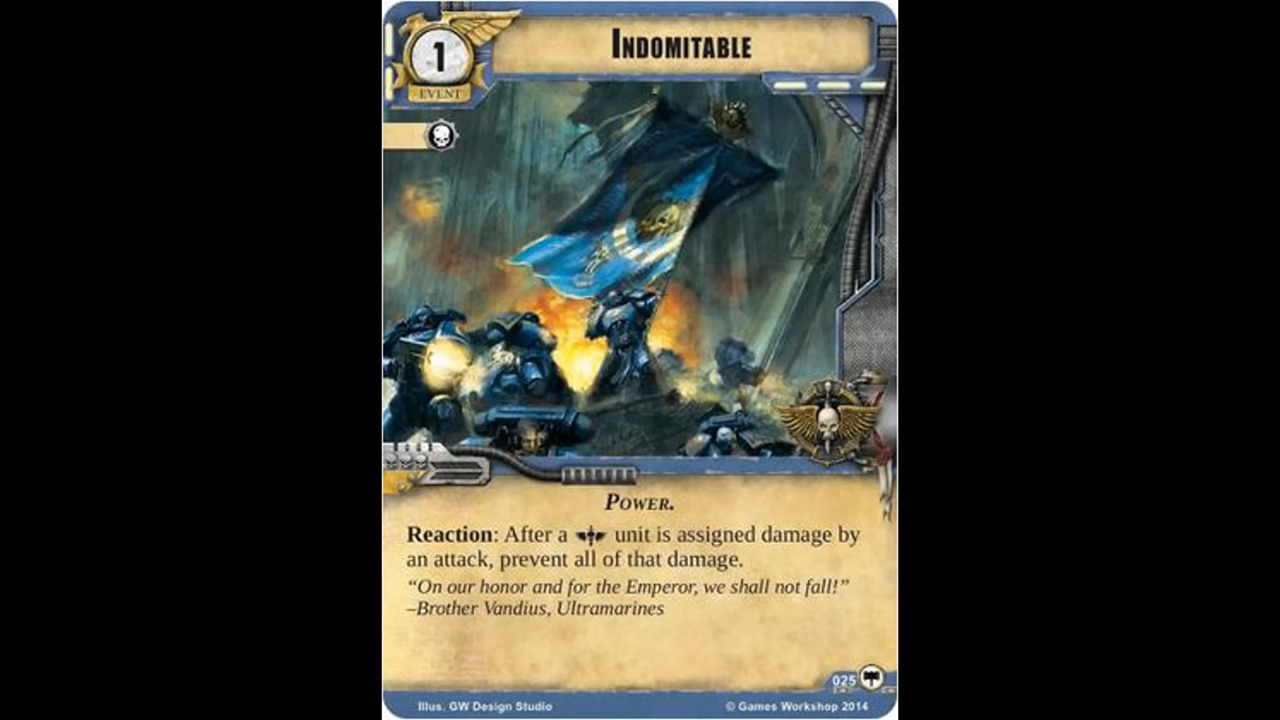 1
INDOMITABLE
EVENT
POWER.
Reaction: After a unit is assigned damage by
an attack, prevent all of that damage.
“On our honor and for the Emperor, we shall not fall!”
–Brother Vandius, Ultramarines
025
Illus. GW Design Studio
© Games Workshop 2014